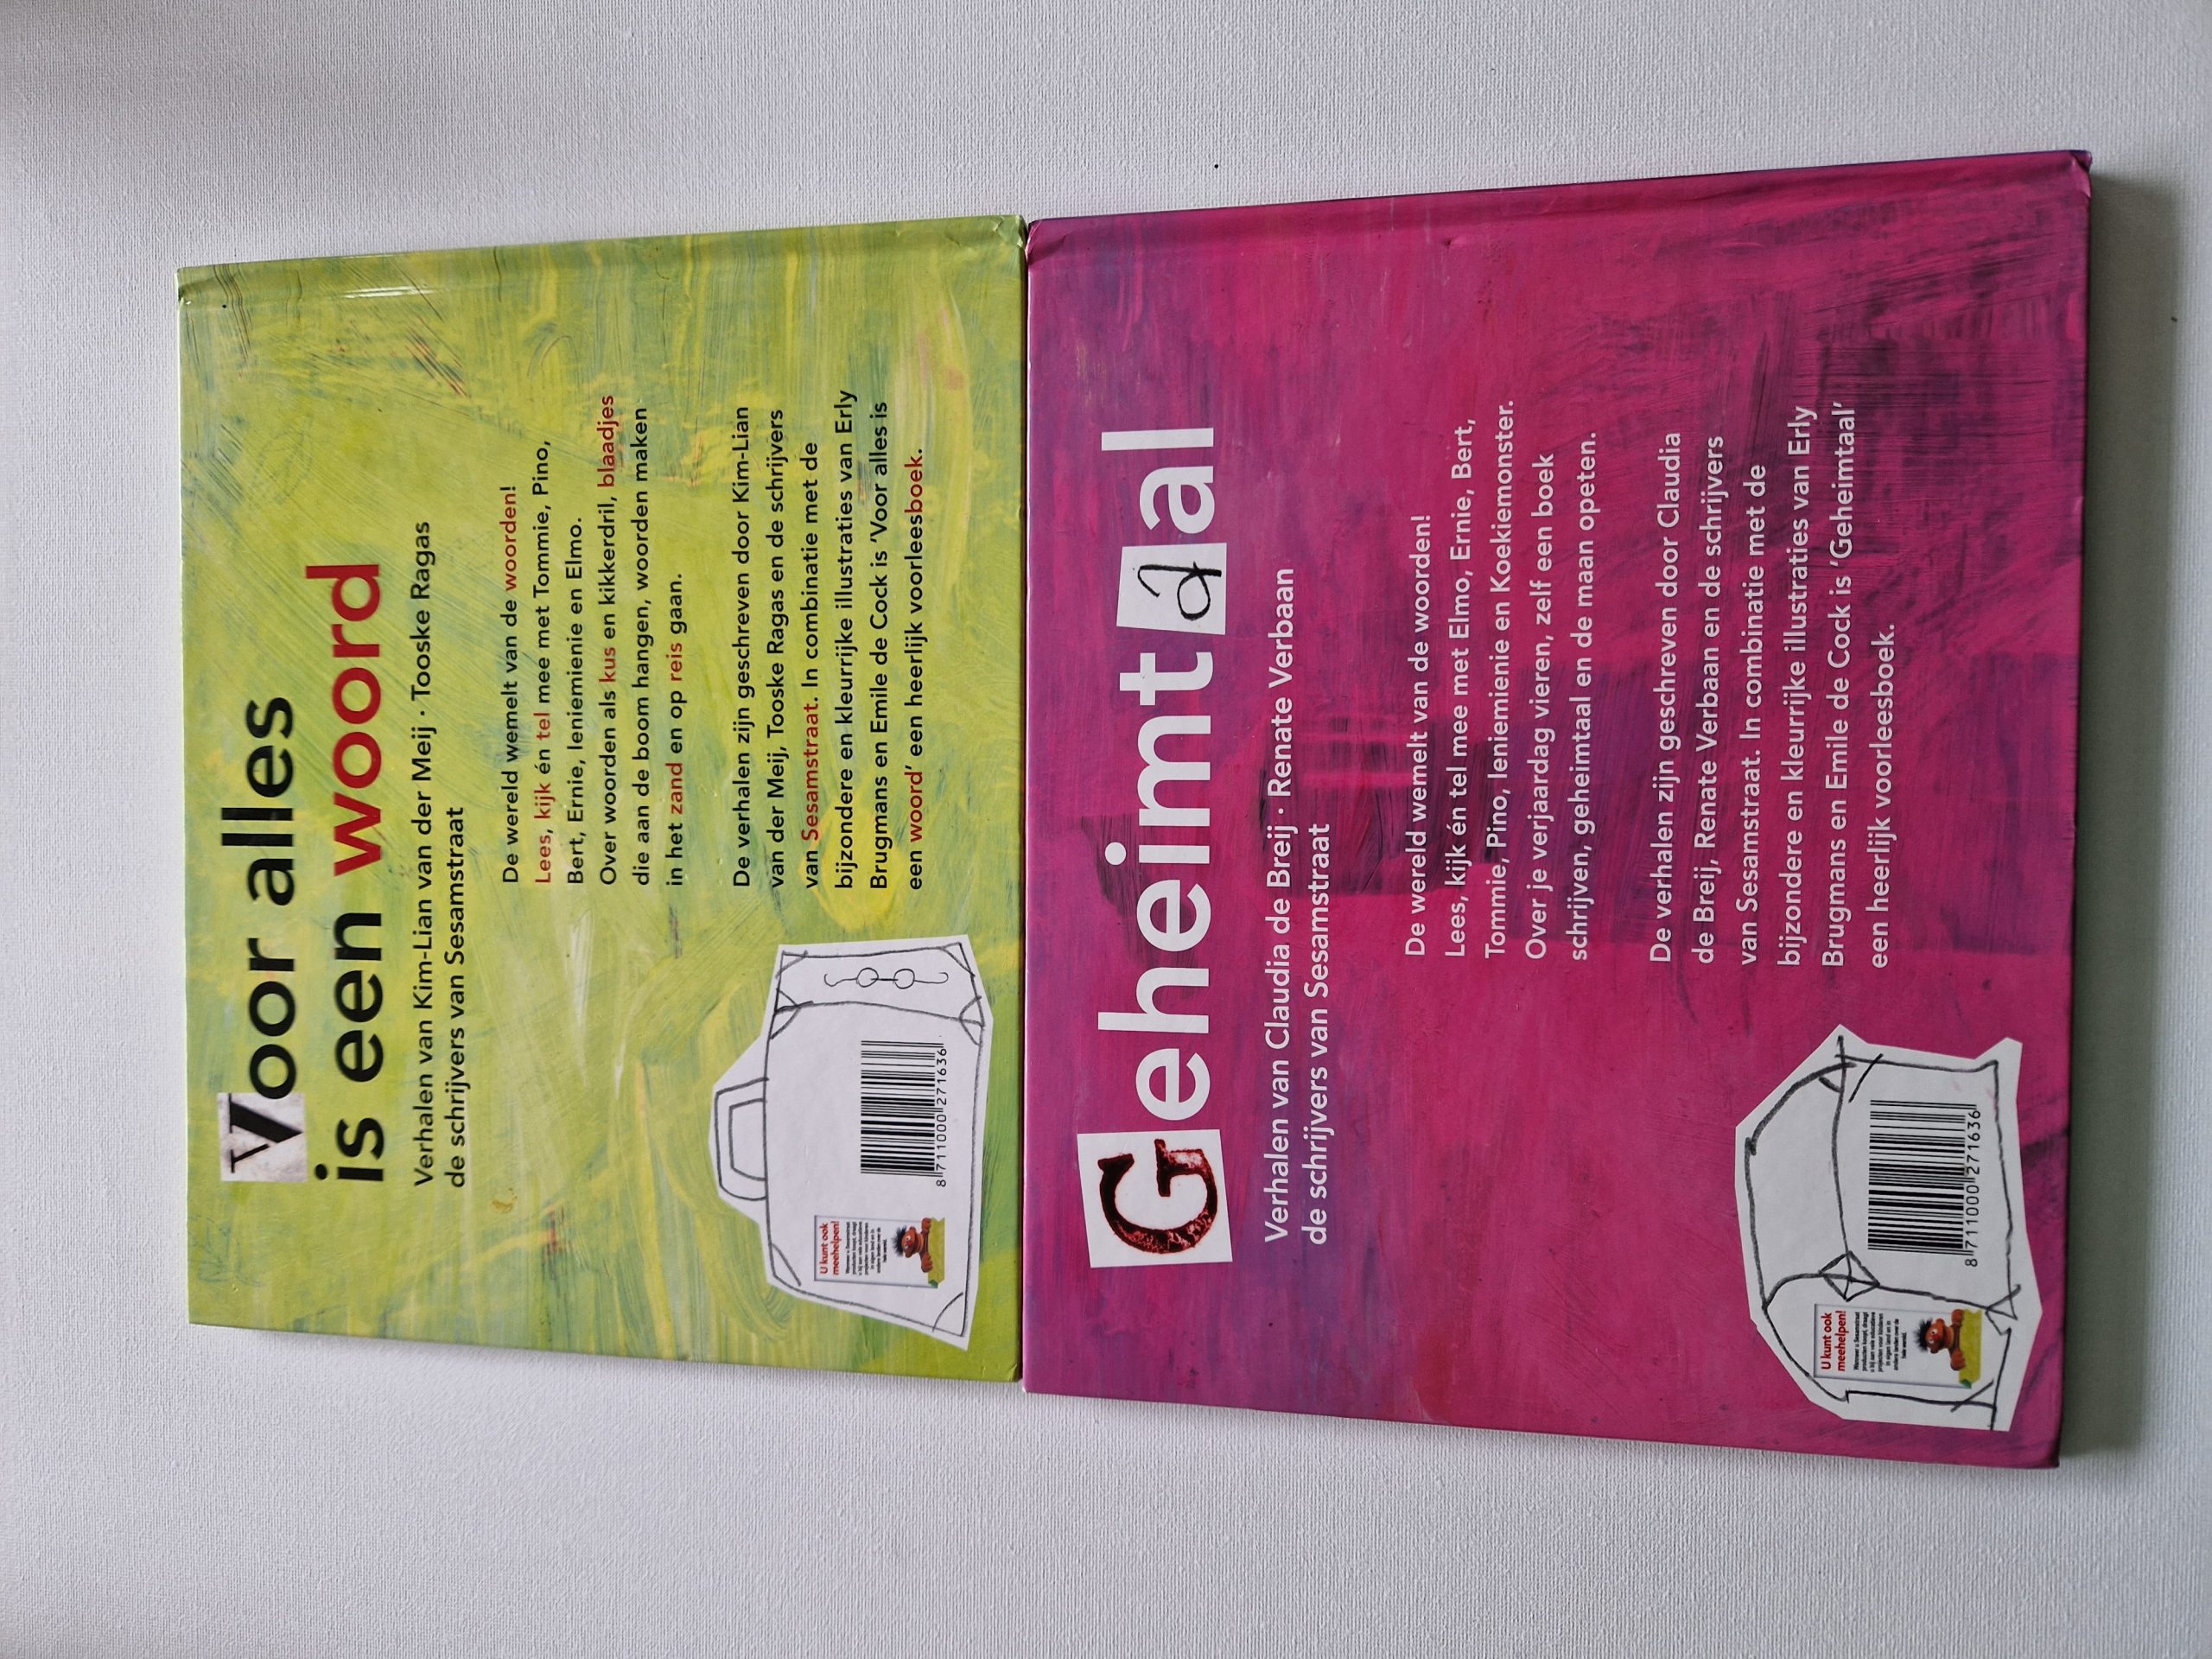 Voor alles
is een woord
Verhalen van Kim-Lian van der Meij · Tooske Ragas
de schrijvers van Sesamstraat
De wereld wemelt van de woorden!
Lees, kijk én tel mee met Tommie, Pino,
Bert, Ernie, Ieniemienie en Elmo.
Over woorden als kus en kikkerdril, blaadjes
die aan de boom hangen, woorden maken
in het zand en op reis gaan.
De verhalen zijn geschreven door Kim-Lian
van der Meij, Tooske Ragas en de schrijvers
van Sesamstraat. In combinatie met de
bijzondere en kleurrijke illustraties van Erly
Brugmans en Emile de Cock is 'Voor alles is
een woord' een heerlijk voorleesboek.
U kunt ook
meehelpen!
8 711000 271636
Geheimtaal
Verhalen van Claudia de Breij · Renate Verbaan
de schrijvers van Sesamstraat
De wereld wemelt van de woorden!
Lees, kijk én tel mee met Elmo, Ernie, Bert,
Tommie, Pino, Ieniemienie en Koekiemonster.
Over je verjaardag vieren, zelf een boek
schrijven, geheimtaal en de maan opeten.
De verhalen zijn geschreven door Claudia
de Breij, Renate Verbaan en de schrijvers
van Sesamstraat. In combinatie met de
bijzondere en kleurrijke illustraties van Erly
Brugmans en Emile de Cock is 'Geheimtaal'
een heerlijk voorleesboek.
U kunt ook
meehelpen!
8 711000 271636